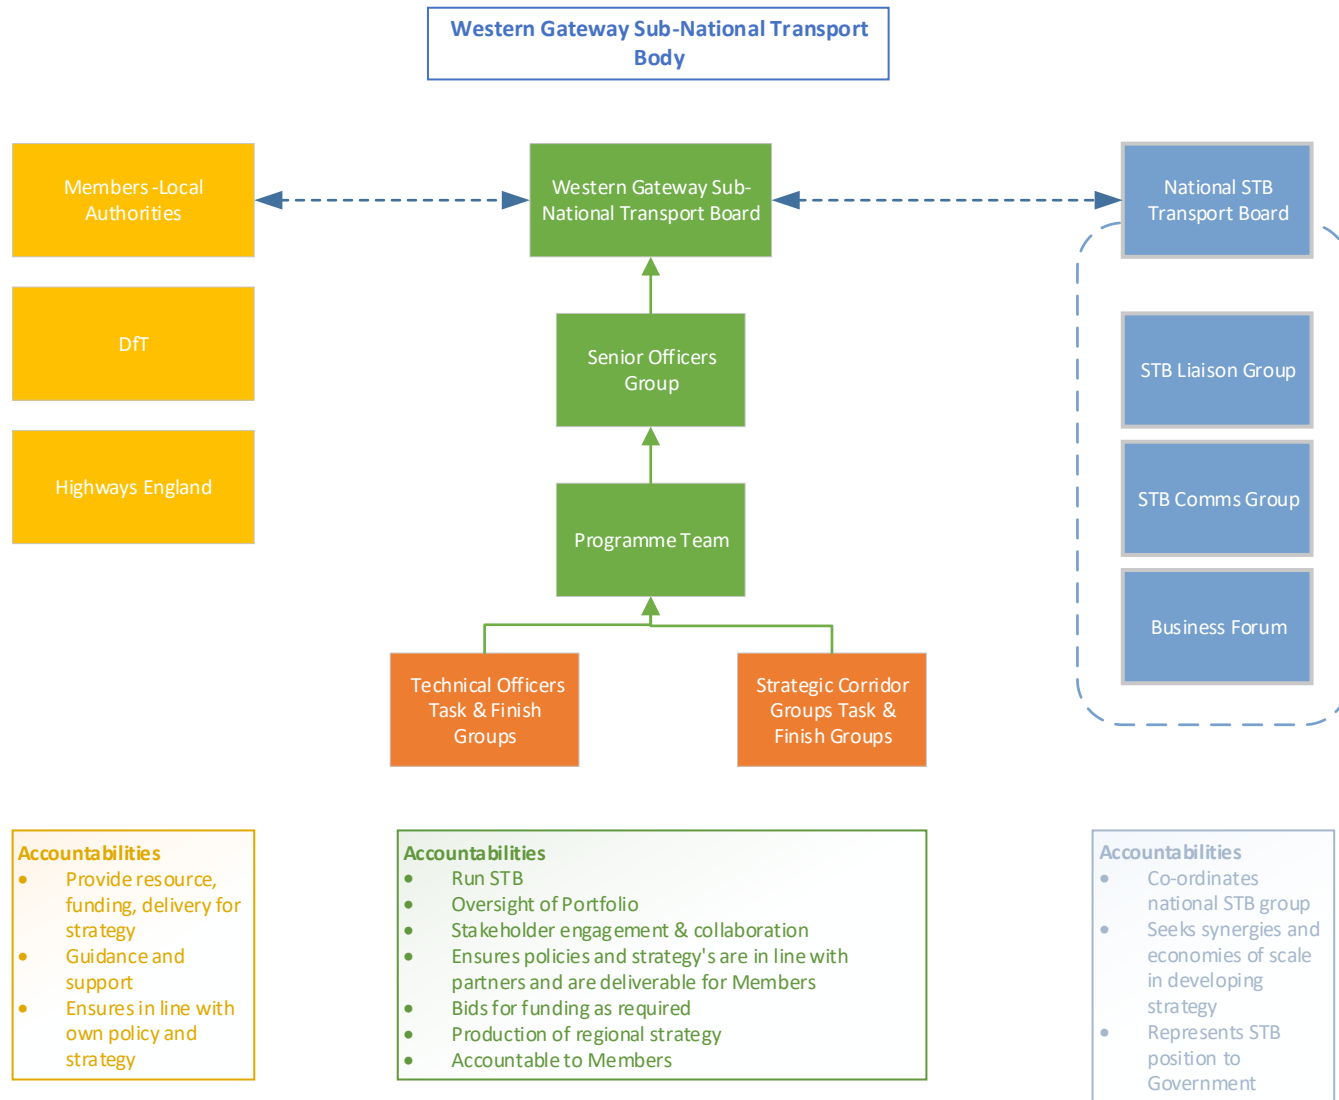 Western Gateway Sub-National Transport
Body
Members -Local
Authorities
Western Gateway Sub-
National Transport Board
National STB
Transport Board
DfT
Senior Officers
Group
STB Liaison Group
Highways England
STB Comms Group
Programme Team
Business Forum
Technical Officers
Task & Finish
Groups
Strategic Corridor
Groups Task &
Finish Groups
Accountabilities
• Provide resource,
funding, delivery for
strategy
• Guidance and
support
• Ensures in line with
own policy and
strategy
Accountabilities
• Run STB
• Oversight of Portfolio
• Stakeholder engagement & collaboration
• Ensures policies and strategy's are in line with
partners and are deliverable for Members
• Bids for funding as required
• Production of regional strategy
• Accountable to Members
Accountabilities
• Co-ordinates
national STB group
• Seeks synergies and
economies of scale
in developing
strategy
• Represents STB
position to
Government